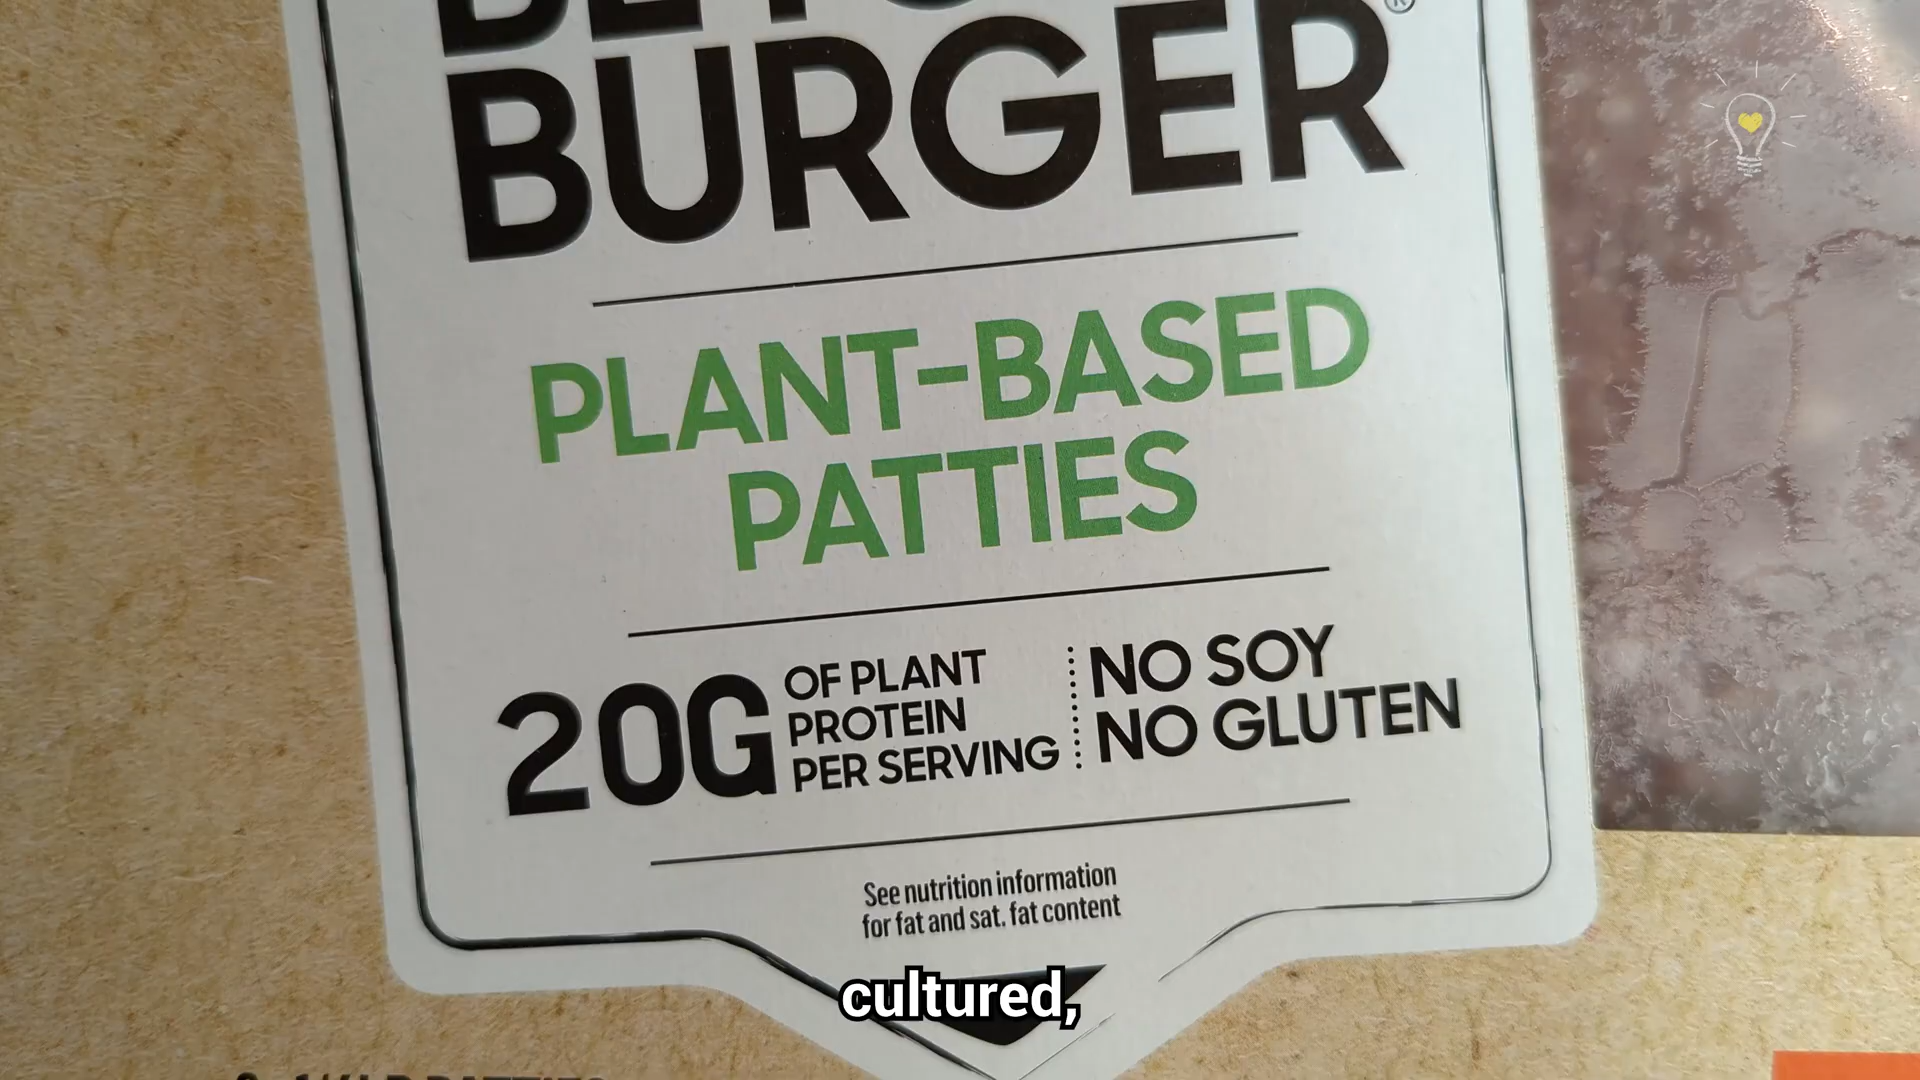 BURGER®
PLANT-BASED
PATTIES
20G
OF PLANT
PROTEIN
PER SERVING
NO SOY
NO GLUTEN
See nutrition information
for fat and sat. fat content
cultured,